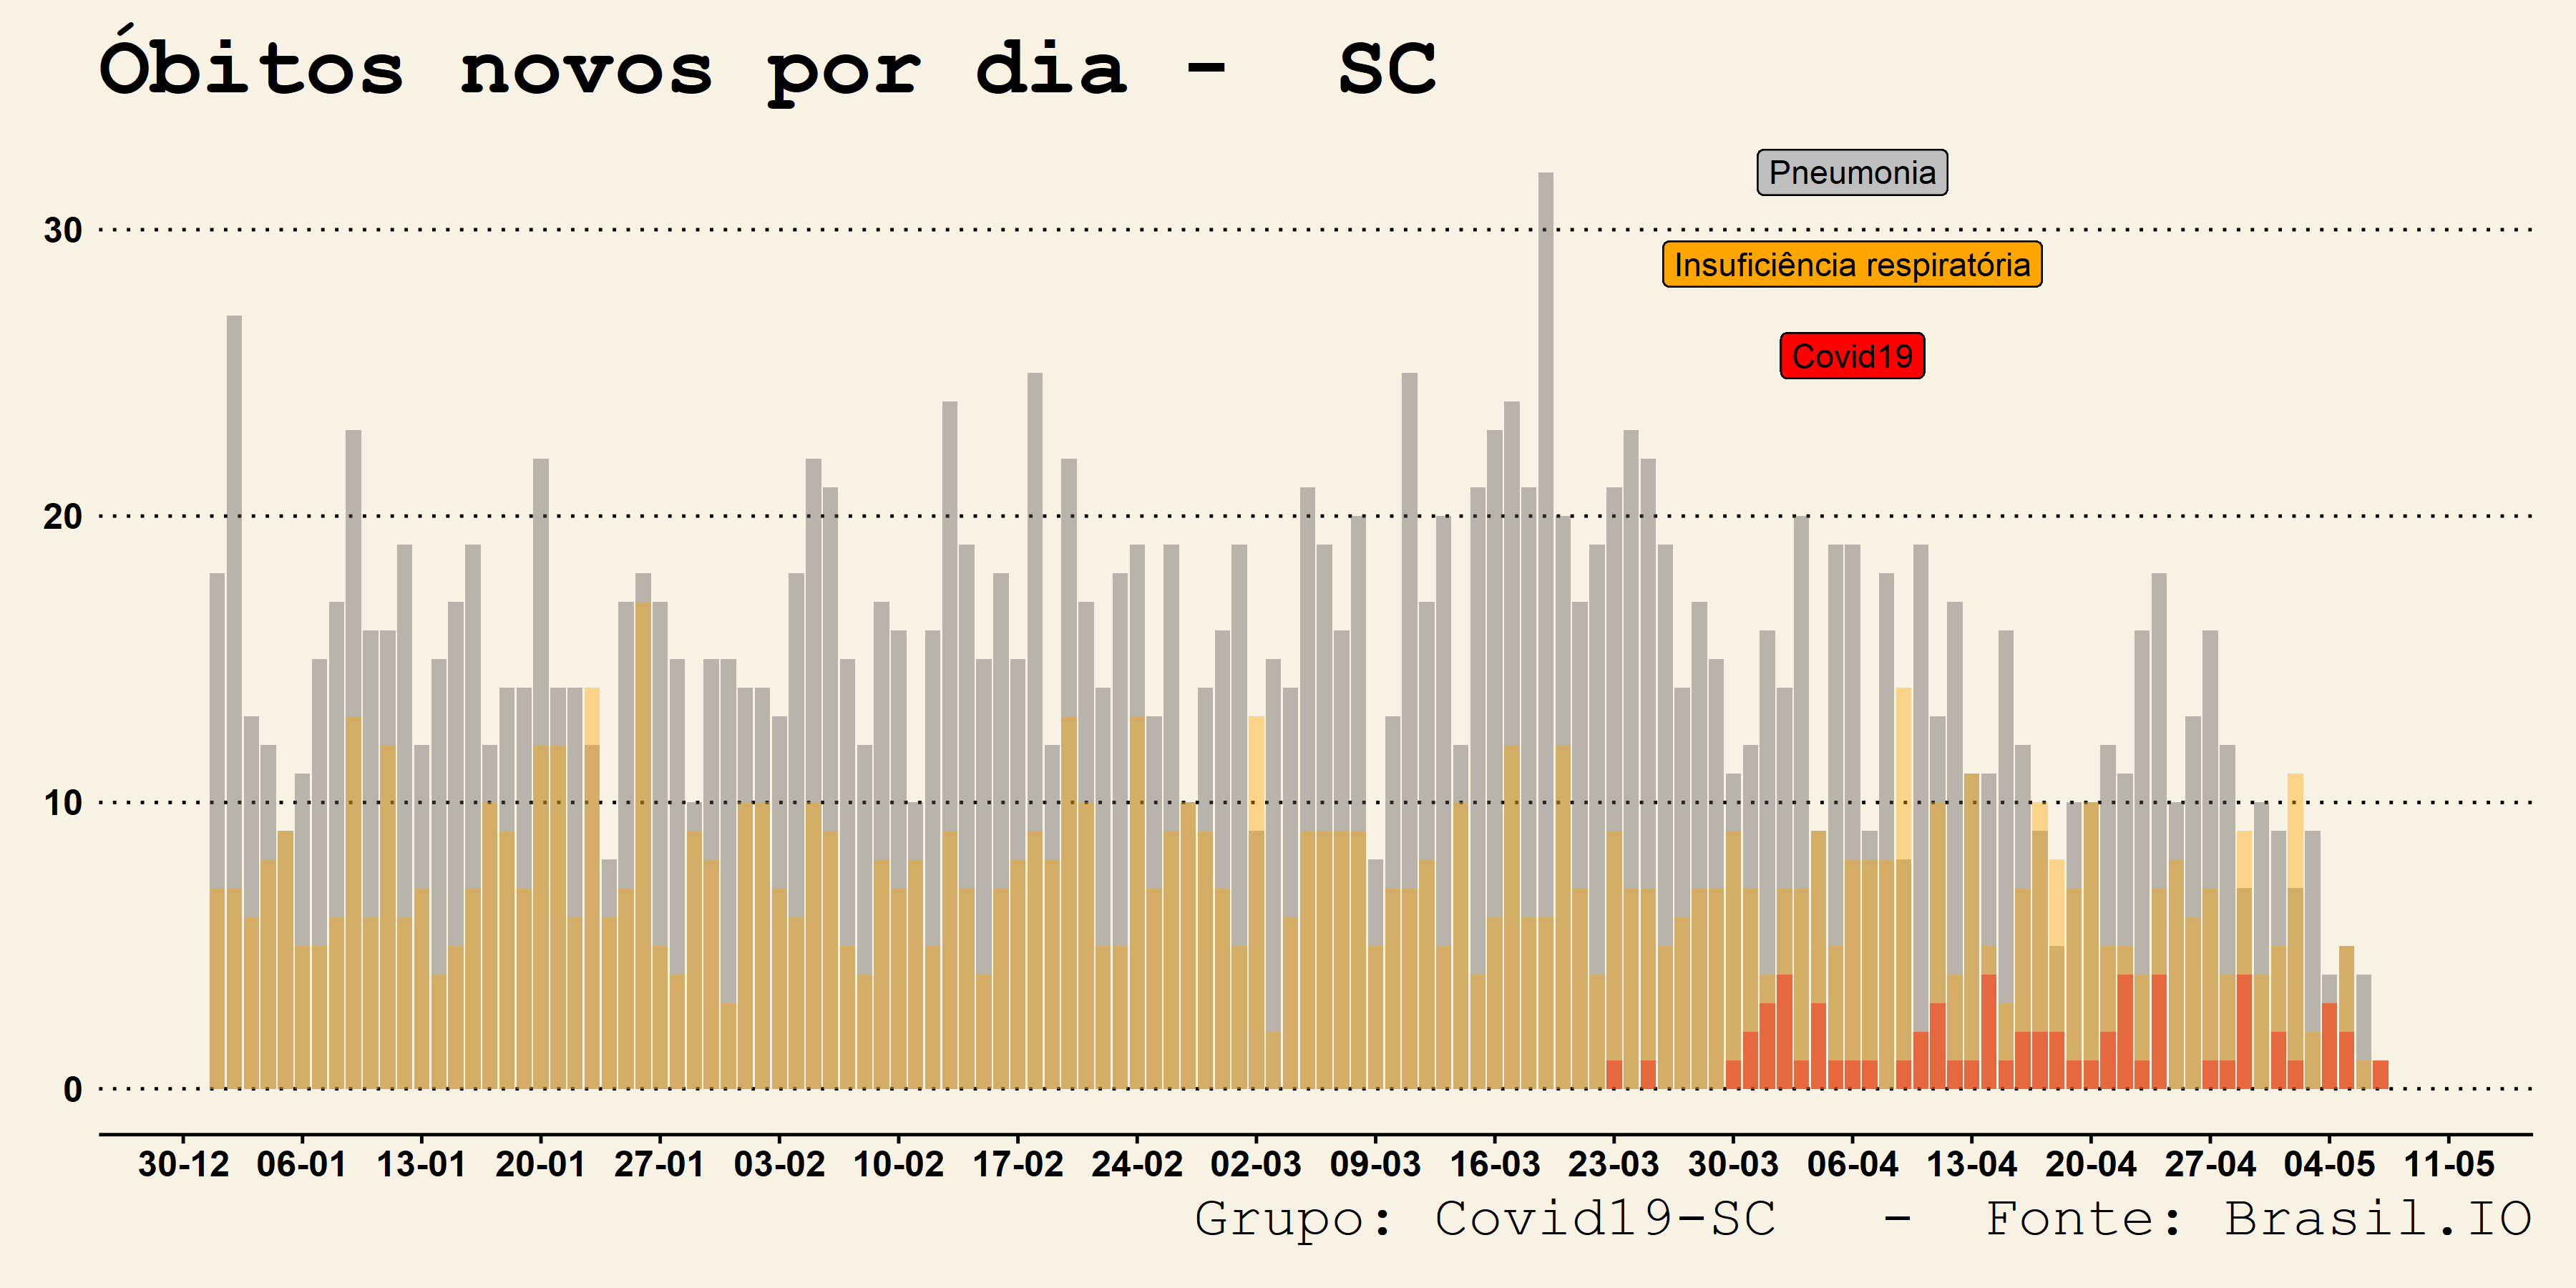 Óbitos novos por dia -  SC
Pneumonia
Insuficiência respiratória
Covid19
30
20
10
0
30-12 06-01 13-01 20-01 27-01 03-02 10-02 17-02 24-02 02-03 09-03 16-03 23-03 30-03 06-04 13-04 20-04 27-04 04-05 11-05
Grupo: Covid19-SC  -  Fonte: Brasil.IO